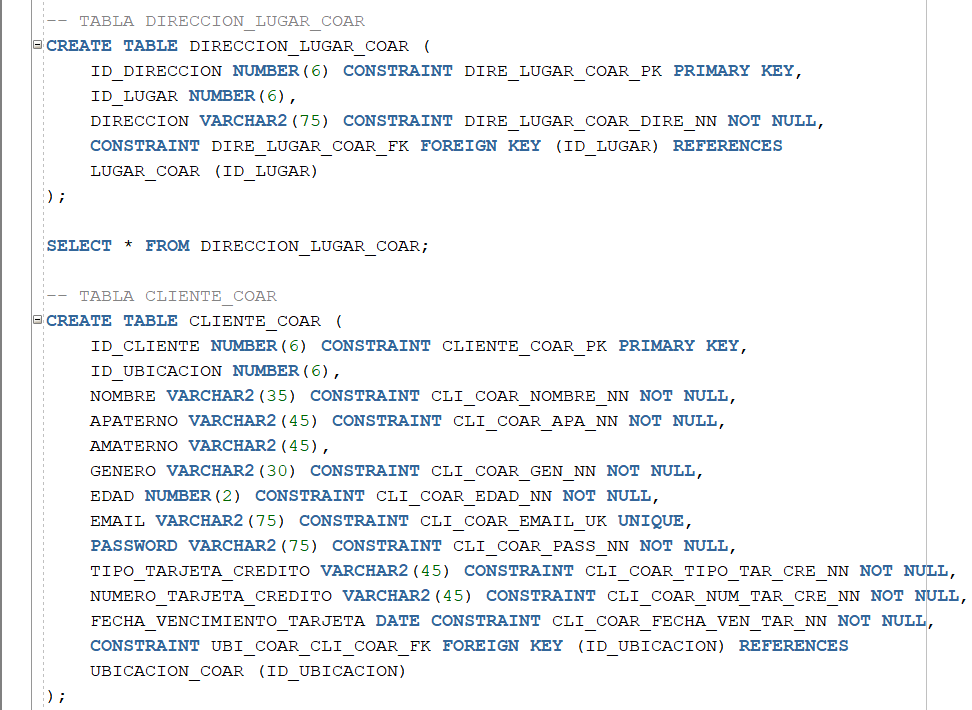 -- TABLA DIRECCION_LUGAR_COAR
CREATE TABLE DIRECCION_LUGAR_COAR (
ID_DIRECCION NUMBER(6) CONSTRAINT DIRE_LUGAR_COAR_PK PRIMARY KEY,
ID_LUGAR NUMBER(6),
DIRECCION VARCHAR2(75) CONSTRAINT DIRE_LUGAR_COAR_DIRE_NN NOT NULL,
CONSTRAINT DIRE_LUGAR_COAR_FK FOREIGN KEY (ID_LUGAR) REFERENCES
LUGAR_COAR (ID_LUGAR)
);
SELECT * FROM DIRECCION_LUGAR_COAR;
-- TABLA CLIENTE_COAR
CREATE TABLE CLIENTE_COAR (
ID_CLIENTE NUMBER(6) CONSTRAINT CLIENTE_COAR_PK PRIMARY KEY,
ID_UBICACION NUMBER(6),
NOMBRE VARCHAR2(35) CONSTRAINT CLI_COAR_NOMBRE_NN NOT NULL,
APATERNO VARCHAR2(45) CONSTRAINT CLI_COAR_APA_NN NOT NULL,
AMATERNO VARCHAR2(45),
GENERO VARCHAR2(30) CONSTRAINT CLI_COAR_GEN_NN NOT NULL,
EDAD NUMBER(2) CONSTRAINT CLI_COAR_EDAD_NN NOT NULL,
EMAIL VARCHAR2(75) CONSTRAINT CLI_COAR_EMAIL_UK UNIQUE,
PASSWORD VARCHAR2(75) CONSTRAINT CLI_COAR_PASS_NN NOT NULL,
TIPO_TARJETA_CREDITO VARCHAR2(45) CONSTRAINT CLI_COAR_TIPO_TAR_CRE_NN NOT NULL,
NUMERO_TARJETA_CREDITO VARCHAR2(45) CONSTRAINT CLI_COAR_NUM_TAR_CRE_NN NOT NULL,
FECHA_VENCIMIENTO_TARJETA DATE CONSTRAINT CLI_COAR_FECHA_VEN_TAR_NN NOT NULL,
CONSTRAINT UBI_COAR_CLI_COAR_FK FOREIGN KEY (ID_UBICACION) REFERENCES
UBICACION_COAR (ID_UBICACION)
);